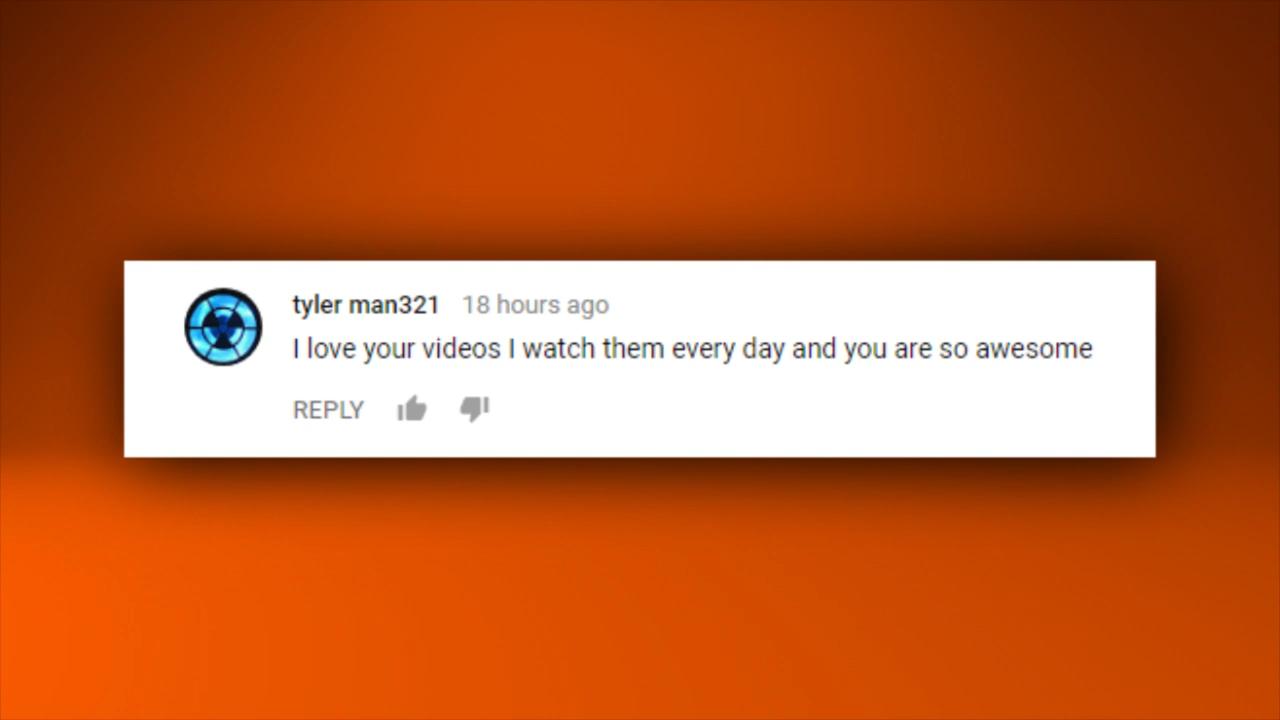 tyler man321 18 hours ago
I love your videos I watch them every day and you are so awesome
REPLY